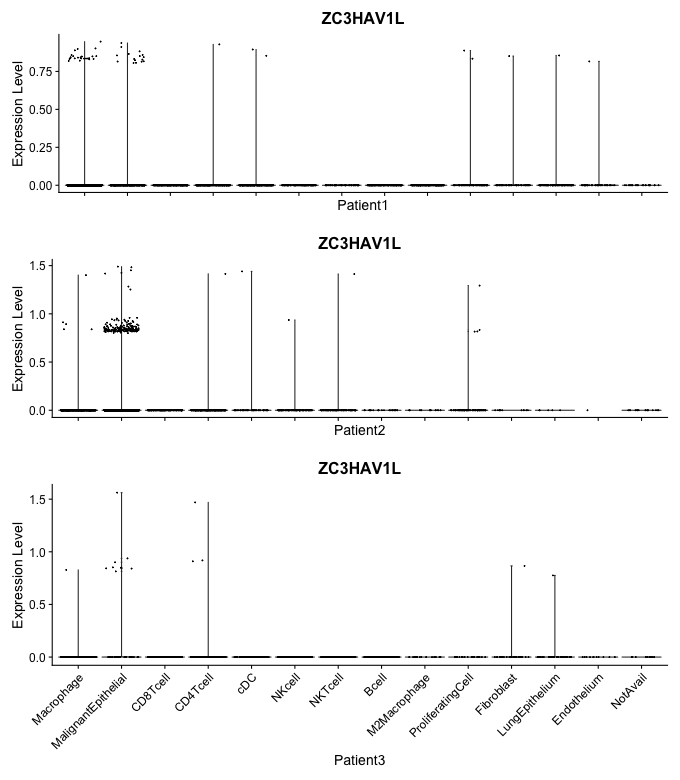 ZC3HAV1L
Expression Level
0.75
0.50
0.25
0.00
Patient1
ZC3HAV1L
Expression Level
1.5
1.0
0.5
0.0
Patient2
ZC3HAV1L
Expression Level
1.5
1.0
0.5
0.0
Macrophage
MalignantEpithelial
CD8Tcell
CD4Tcell
cDC
NKcell
NKTcell
Bcell
M2Macrophage
ProliferatingCell
Fibroblast
LungEpithelium
Endothelium
NotAvail
Patient3